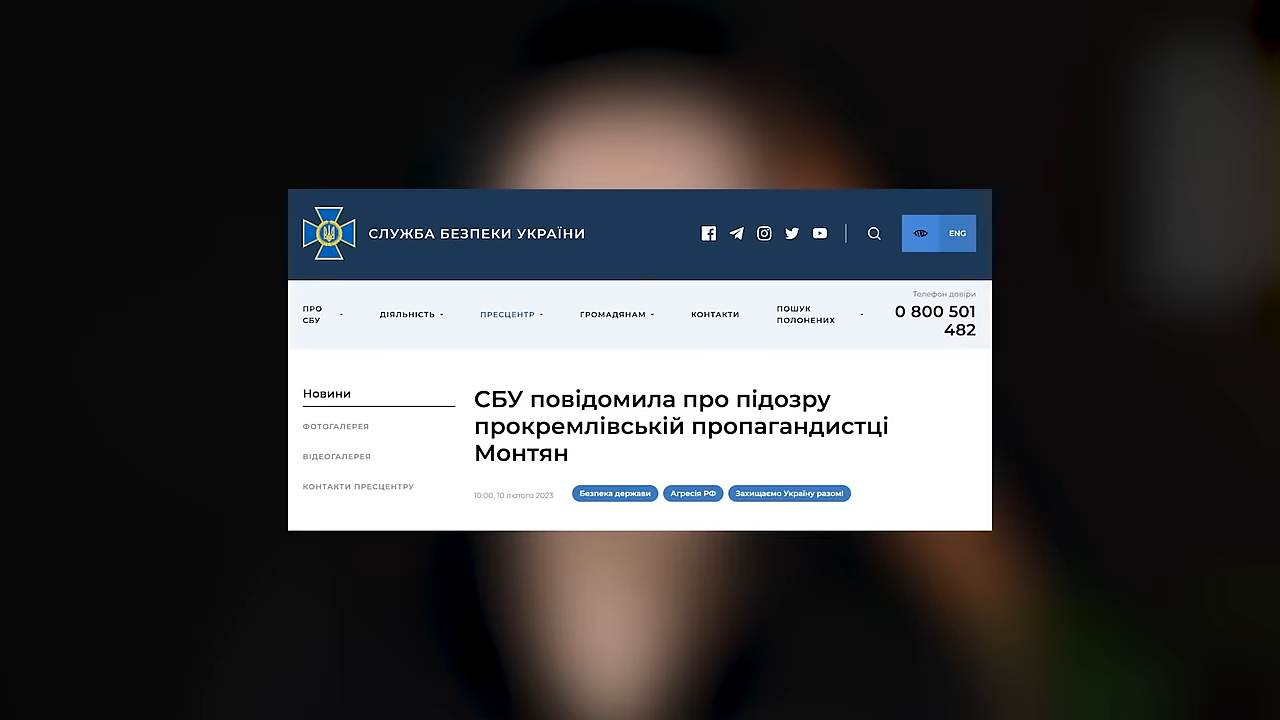 СЛУЖБА БЕЗПЕКИ УКРАЇНИ
ENG
Телефон довіри
0 800 501
482
ПРО
СБУ
ДІЯЛЬНІСТЬ
ПРЕСЦЕНТР
ГРОМАДЯНАМ
КОНТАКТИ
ПОШУК
ПОЛОНЕНИХ
Новини
ФОТОГАЛЕРЕЯ
ВІДЕОГАЛЕРЕЯ
КОНТАКТИ ПРЕСЦЕНТРУ
СБУ повідомила про підозру
прокремлівській пропагандистці
Монтян
10:00, 10 лютого 2023
Безпека держави
Агресія РФ
Захищаємо Україну разом!